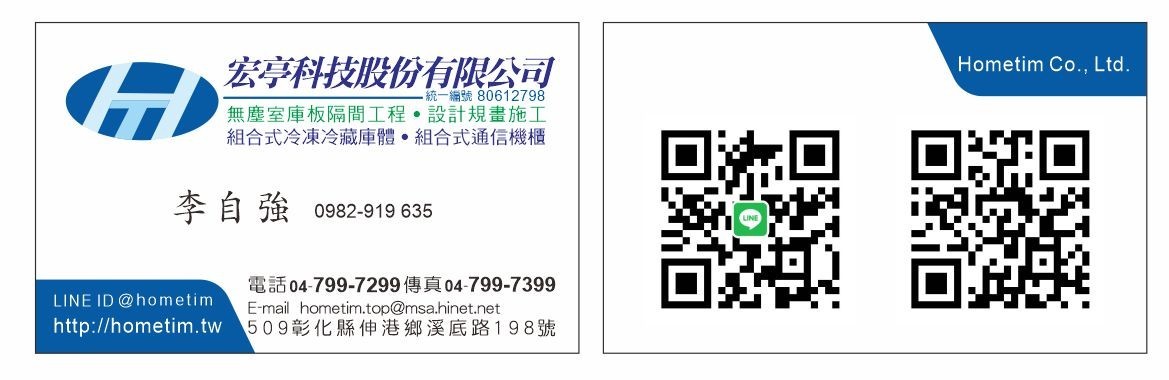 宏亭科技股份有限公司
統一編號 80612798
無塵室庫板隔間工程•設計規畫施工
組合式冷凍冷藏庫體•組合式通信機櫃
李自強 0982-919 635
電話04-799-7299傳真04-799-7399
E-mail hometim.top@msa.hinet.net
509彰化縣伸港鄉溪底路198號
LINE ID@hometim
http://hometim.tw
Hometim Co., Ltd.
LINE